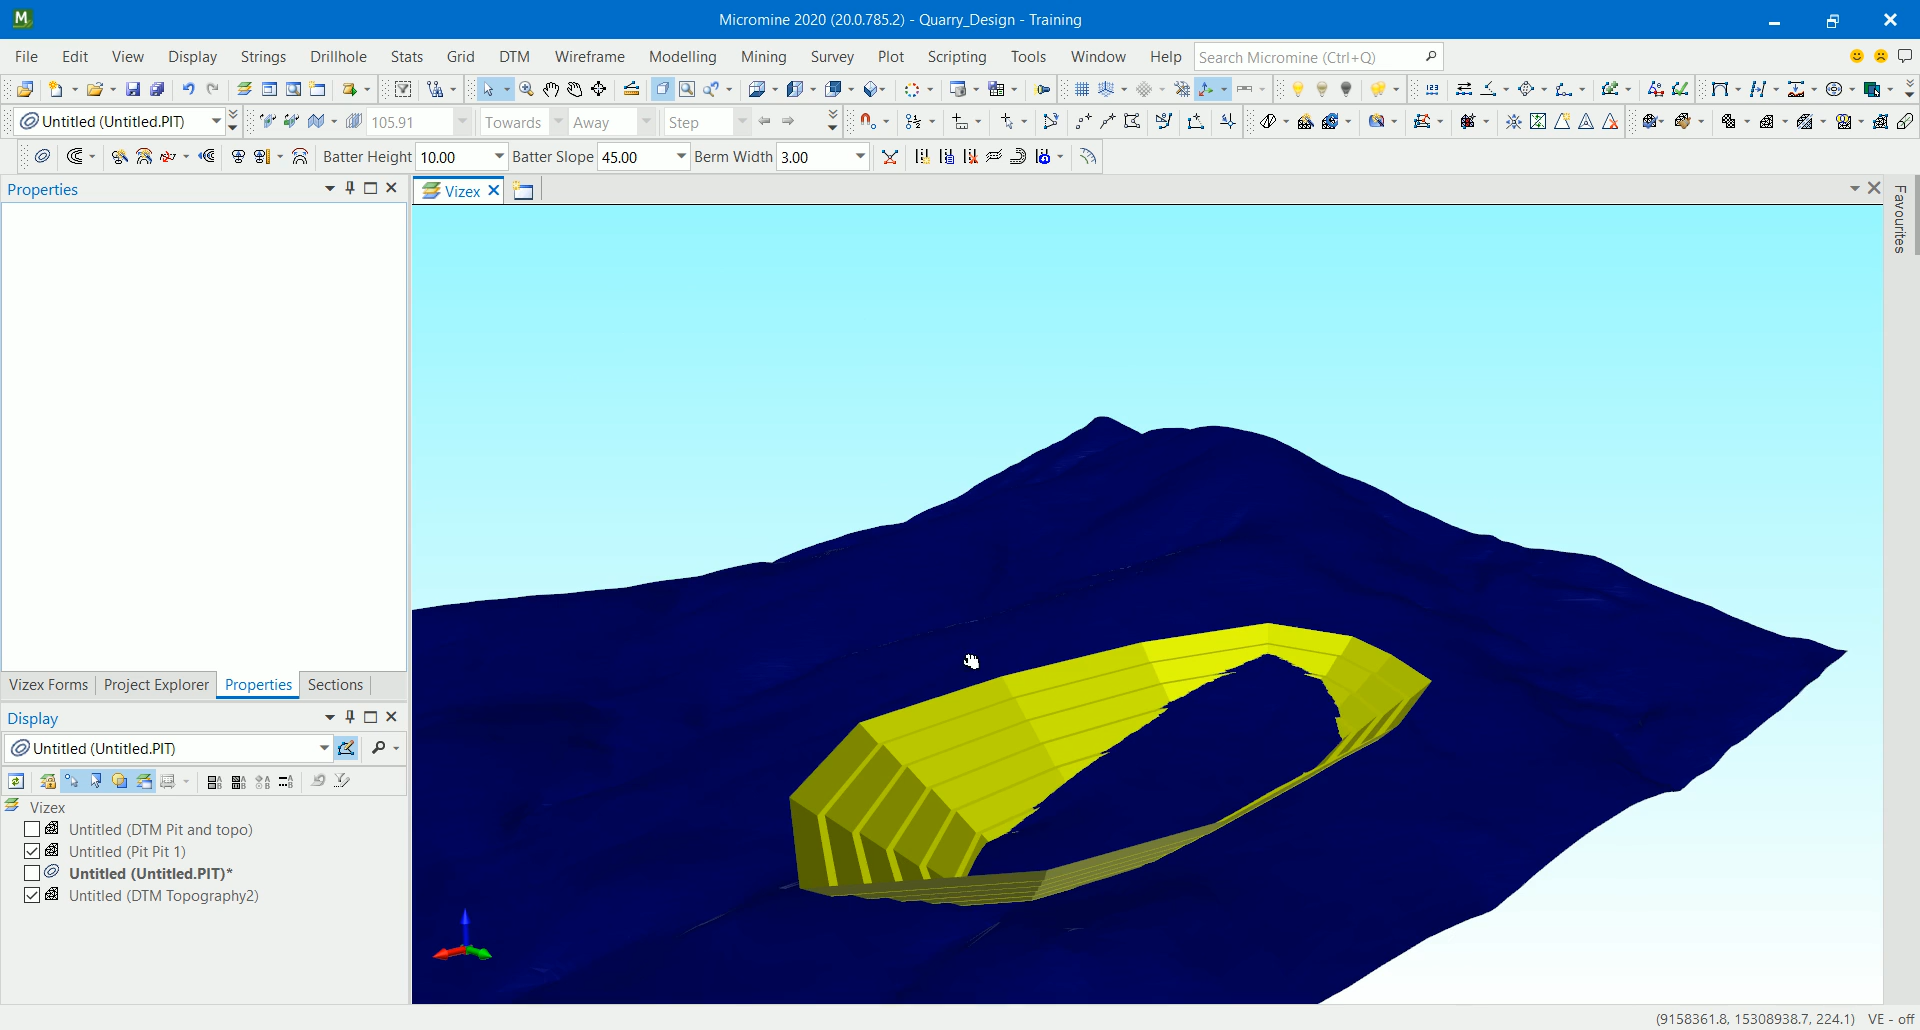 Micromine 2020 (20.0.785.2) - Quarry_Design - Training
File Edit View Display Strings Drillhole Stats Grid DTM Wireframe Modelling Mining Survey Plot Scripting Tools Window Help Search Micromine (Ctrl+Q)
Untitled (Untitled.PIT) 105.91 Towards Away Step
Batter Height 10.00 Batter Slope 45.00 Berm Width 3.00
Properties
Vizex
Favourites
Vizex Forms Project Explorer Properties Sections
Display
Untitled (Untitled.PIT)
Vizex
Untitled (DTM Pit and topo)
Untitled (Pit Pit 1)
Untitled (Untitled.PIT)*
Untitled (DTM Topography2)
(9158361.8, 15308938.7, 224.1) VE - off